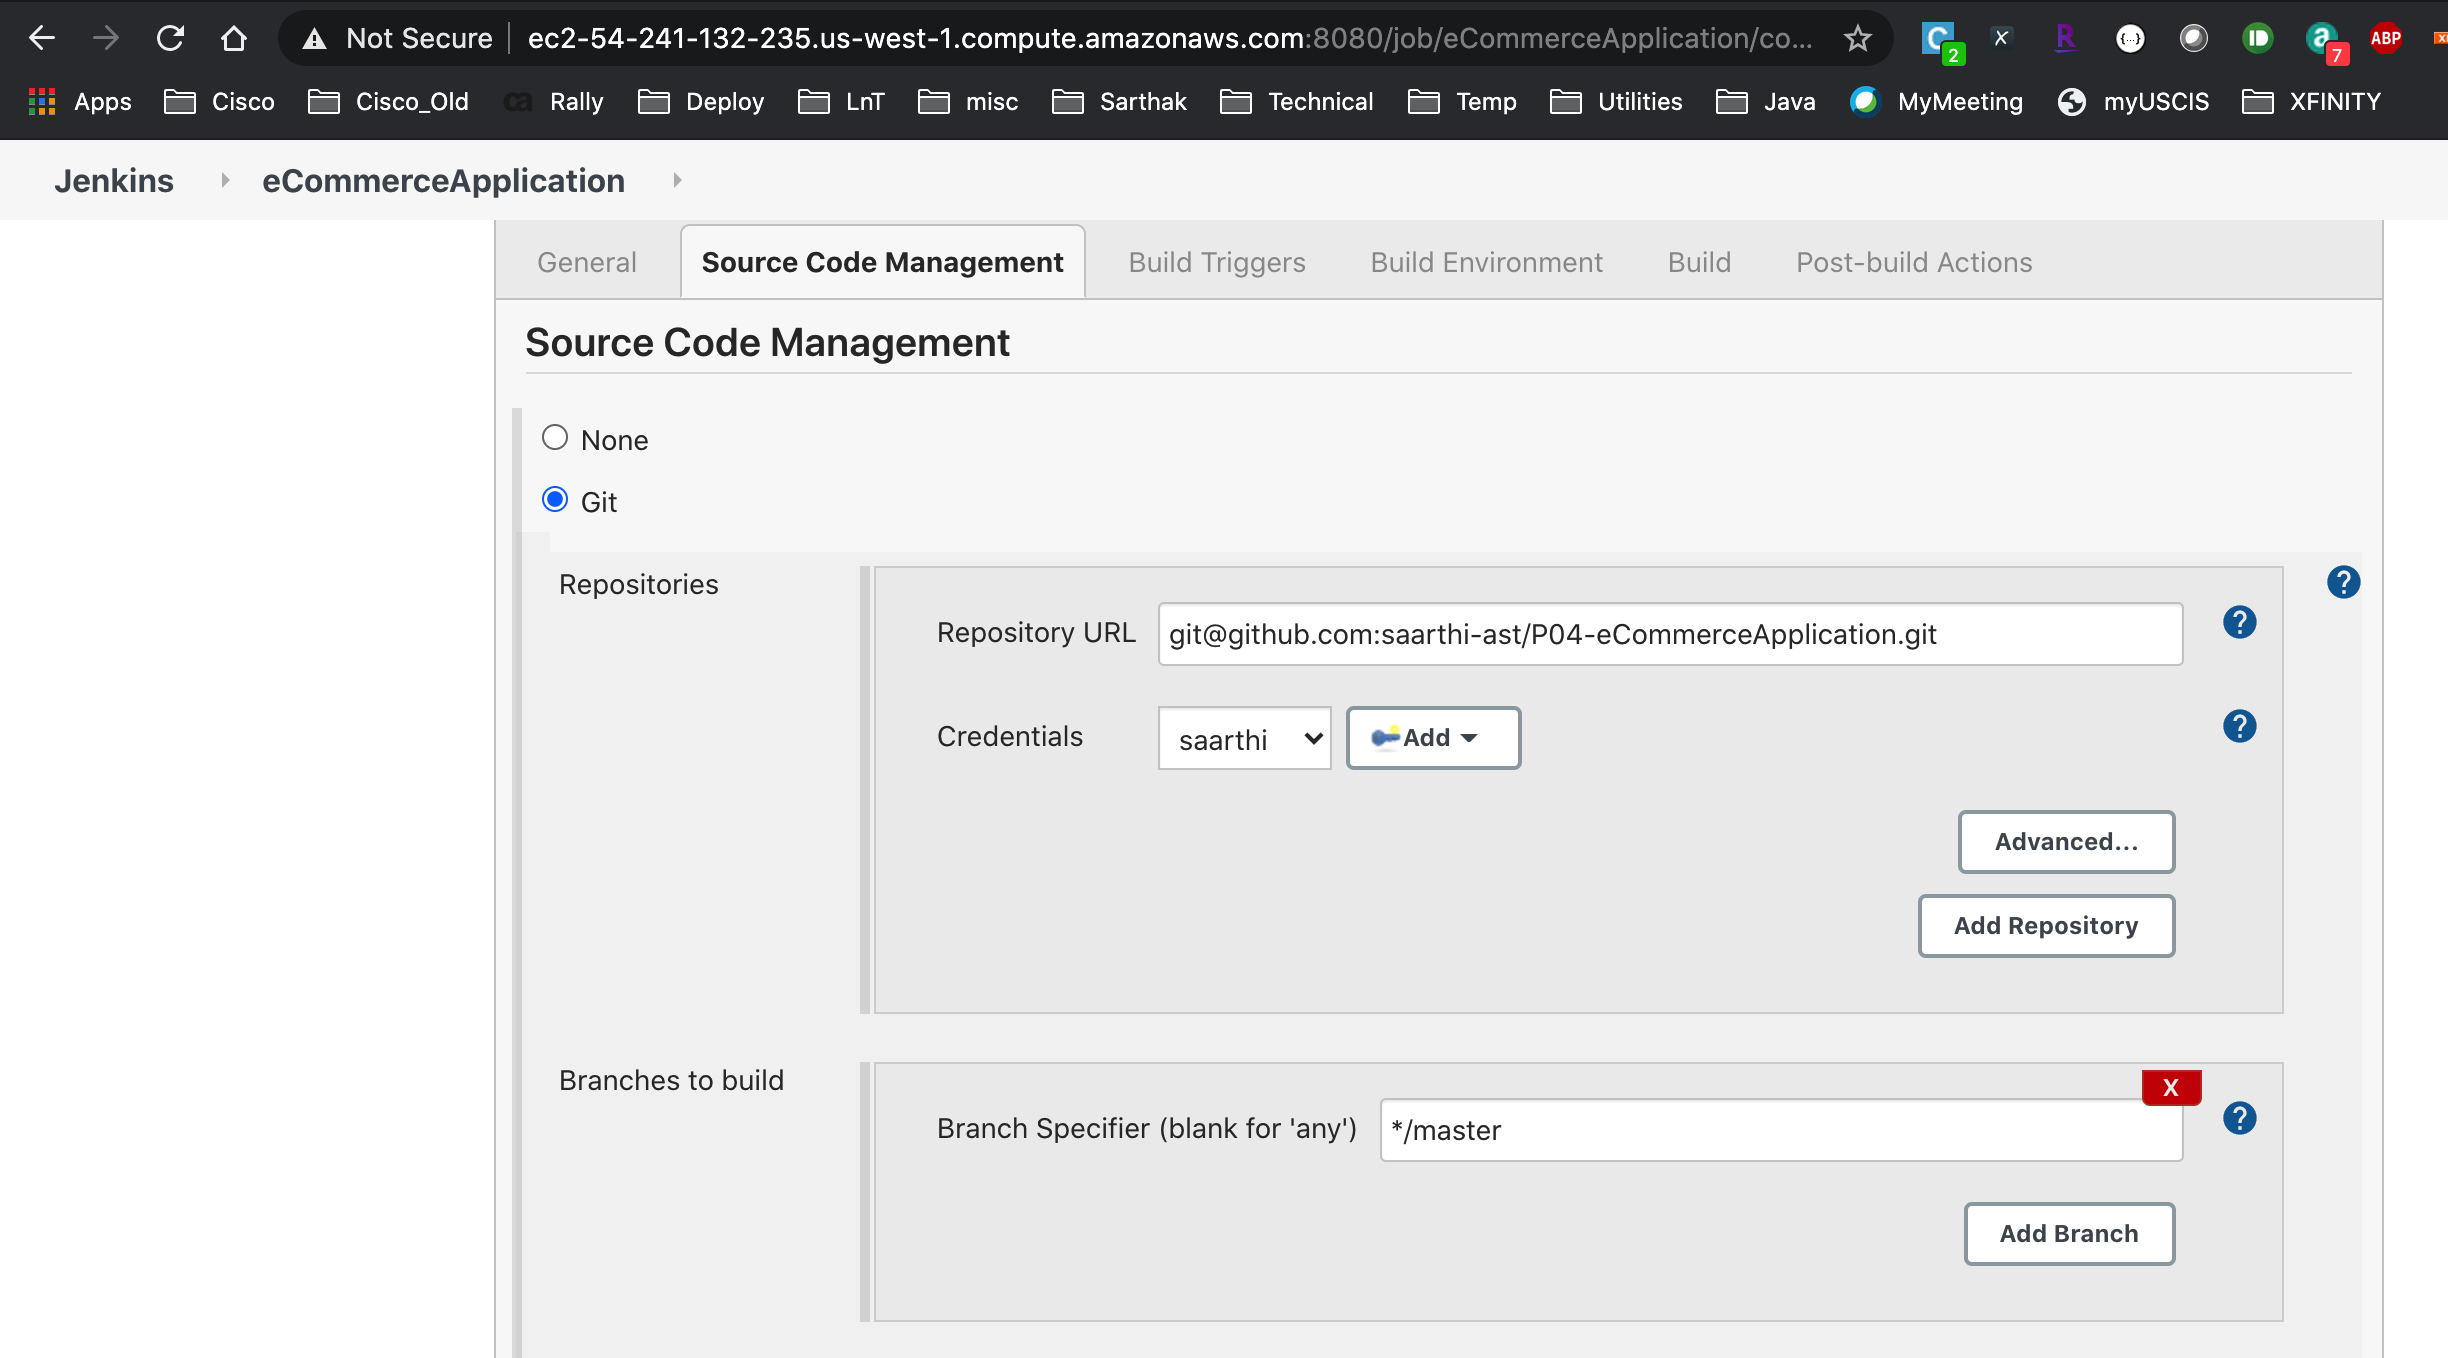 Not Secure ec2-54-241-132-235.us-west-1.compute.amazonaws.com:8080/job/eCommerceApplication/co... C 2 X R {...} ID a 7 ABP
Apps Cisco Cisco_Old ca Rally Deploy LnT misc Sarthak Technical Temp Utilities Java MyMeeting myUSCIS XFINITY
Jenkins eCommerceApplication
General Source Code Management Build Triggers Build Environment Build Post-build Actions
Source Code Management
None
Git
Repositories ?
Repository URL git@github.com:saarthi-ast/P04-eCommerceApplication.git ?
Credentials saarthi Add ?
Advanced...
Add Repository
Branches to build
X
Branch Specifier (blank for 'any') */master ?
Add Branch